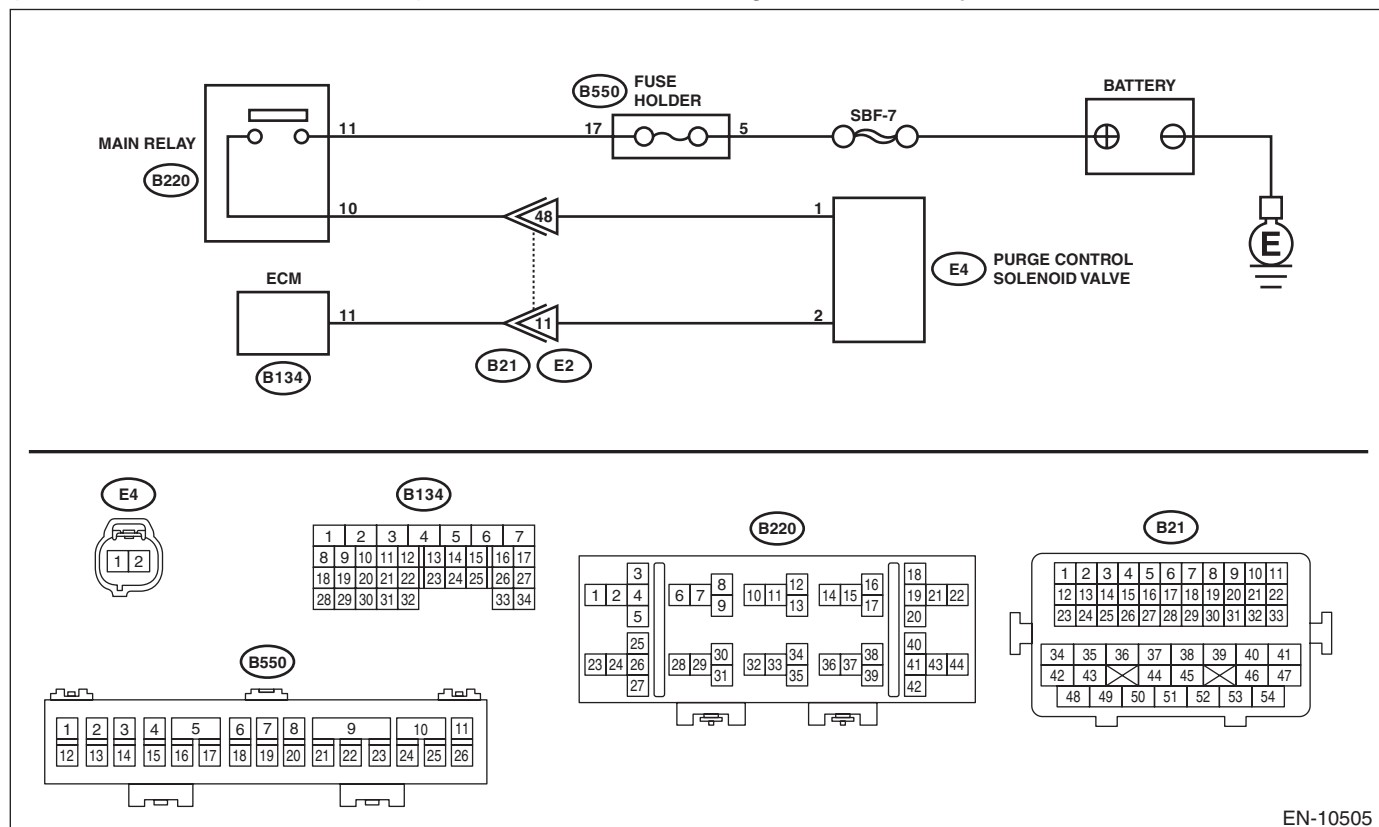 B550 FUSE HOLDER
SBF-7
BATTERY
MAIN RELAY
B220
11
17
5
10
48
1
E
E4 PURGE CONTROL SOLENOID VALVE
ECM
11
11
2
B134
B21 E2
E4
1 2
B134
1 2 3 4 5 6 7
8 9 10 11 12 13 14 15 16 17
18 19 20 21 22 23 24 25 26 27
28 29 30 31 32 33 34
B220
3 8 12 16 18
1 2 4 6 7 10 11 14 15 19 21 22
5 9 13 17 20
25 30 34 38 40
23 24 26 28 29 32 33 36 37 41 43 44
27 31 35 39 42
B21
1 2 3 4 5 6 7 8 9 10 11
12 13 14 15 16 17 18 19 20 21 22
23 24 25 26 27 28 29 30 31 32 33
34 35 36 37 38 39 40 41
42 43 44 45 46 47
48 49 50 51 52 53 54
B550
1 2 3 4 5 6 7 8 9 10 11
12 13 14 15 16 17 18 19 20 21 22 23 24 25 26
EN-10505